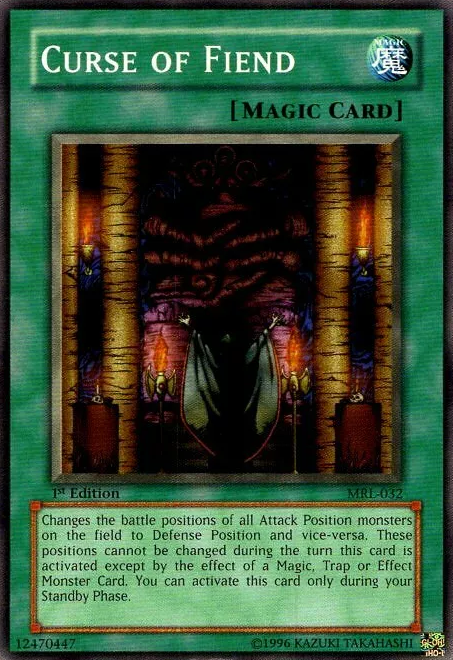 CURSE OF FIEND
MAGIC
魔
[MAGIC CARD]
1st Edition
MRL-032
Changes the battle positions of all Attack Position monsters
on the field to Defense Position and vice-versa. These
positions cannot be changed during the turn this card is
activated except by the effect of a Magic, Trap or Effect
Monster Card. You can activate this card only during your
Standby Phase.
12470447
©1996 KAZUKI TAKAHASHI